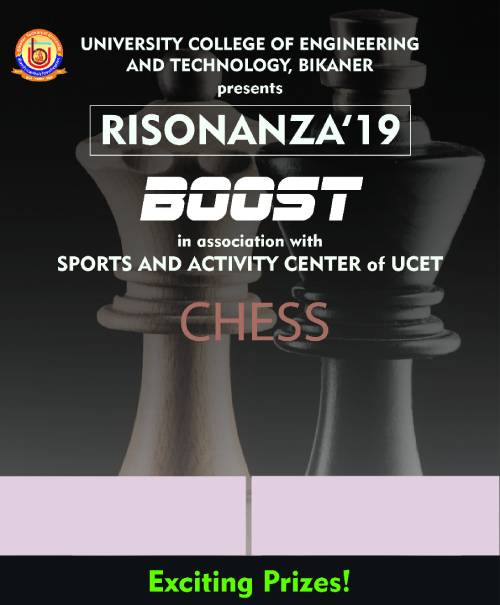 UNIVERSITY COLLEGE OF ENGINEERING
AND TECHNOLOGY, BIKANER
presents
RISONANZA‘19
BOOST
in association with
SPORTS AND ACTIVITY CENTER of UCET
CHESS
Exciting Prizes!